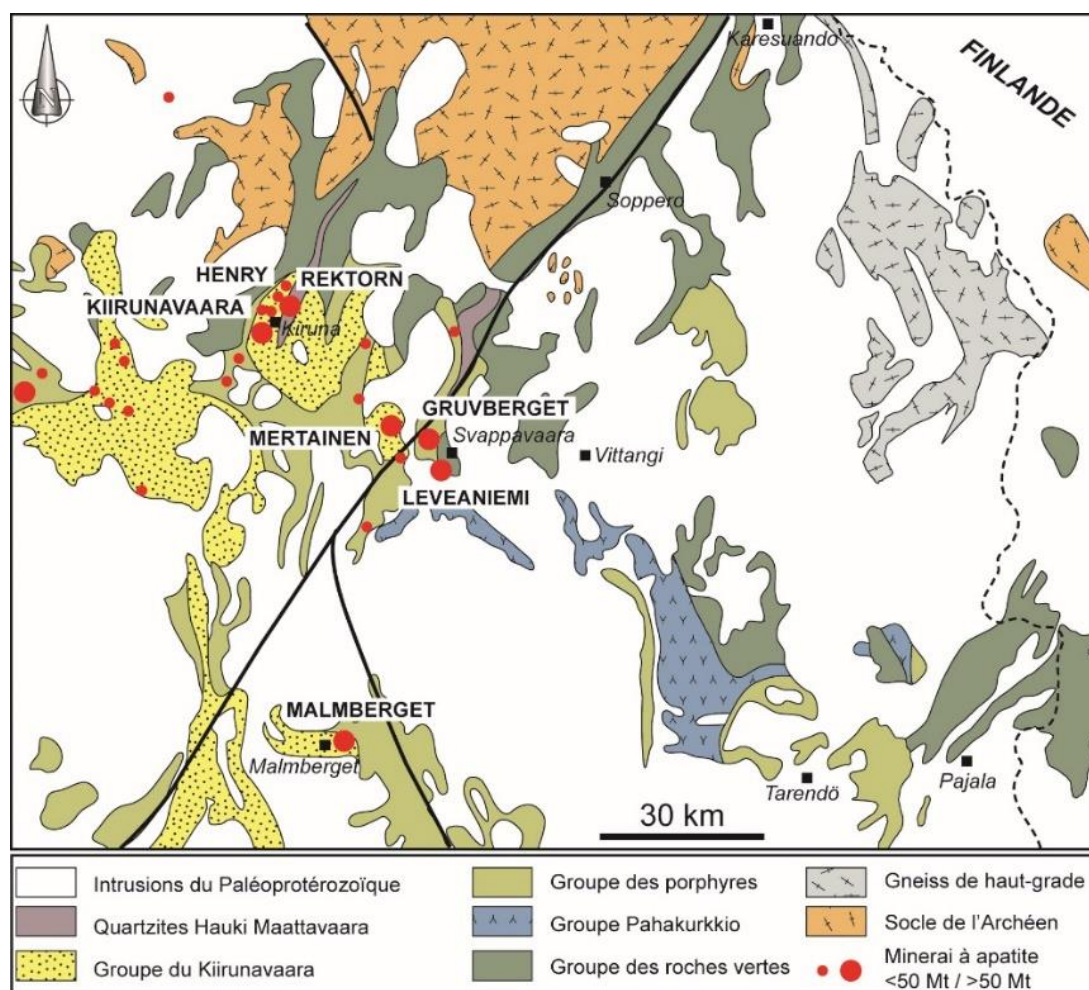 N
Karesuando
FINLANDE
Soppero
HENRY
REKTORN
KIIRUNAVAARA
Kiruna
GRUVBERGET
MERTAINEN
Svappavaara
Vittangi
LEVEANIEMI
MALMBERGET
Malmberget
Tarendö
Pajala
30 km
Intrusions du Paléoprotérozoïque
Quartzites Hauki Maattavaara
Groupe du Kiirunavaara
Groupe des porphyres
Groupe Pahakurkkio
Groupe des roches vertes
Gneiss de haut-grade
Socle de l'Archéen
Minerai à apatite
<50 Mt / >50 Mt